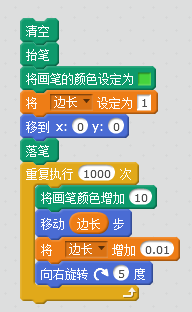 清空
抬笔
将画笔的颜色设定为
将 边长 设定为 1
移到 x: 0 y: 0
落笔
重复执行 1000 次
将画笔颜色增加 10
移动 边长 步
将 边长 增加 0.01
向右旋转 5 度